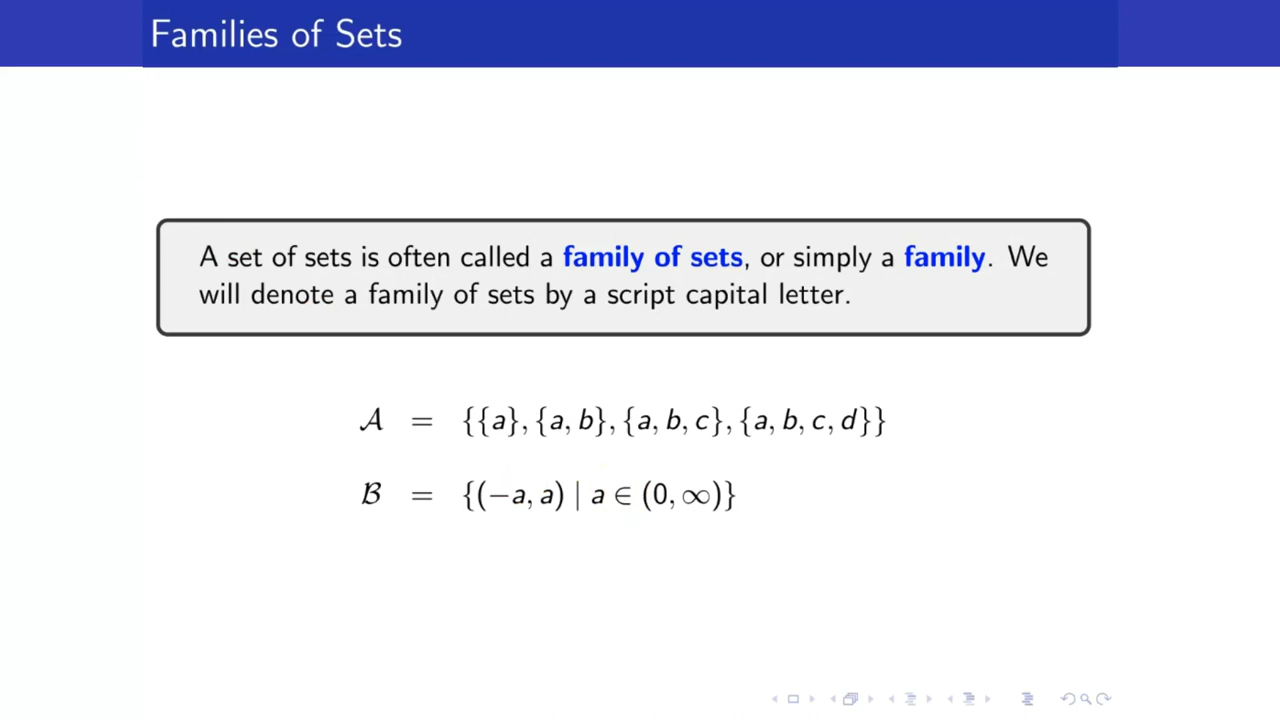 Families of Sets
A set of sets is often called a family of sets, or simply a family. We
will denote a family of sets by a script capital letter.
𝒜 = {{a}, {a, b}, {a, b, c}, {a, b, c, d}}
ℬ = {(−a, a) | a ∈ (0, ∞)}